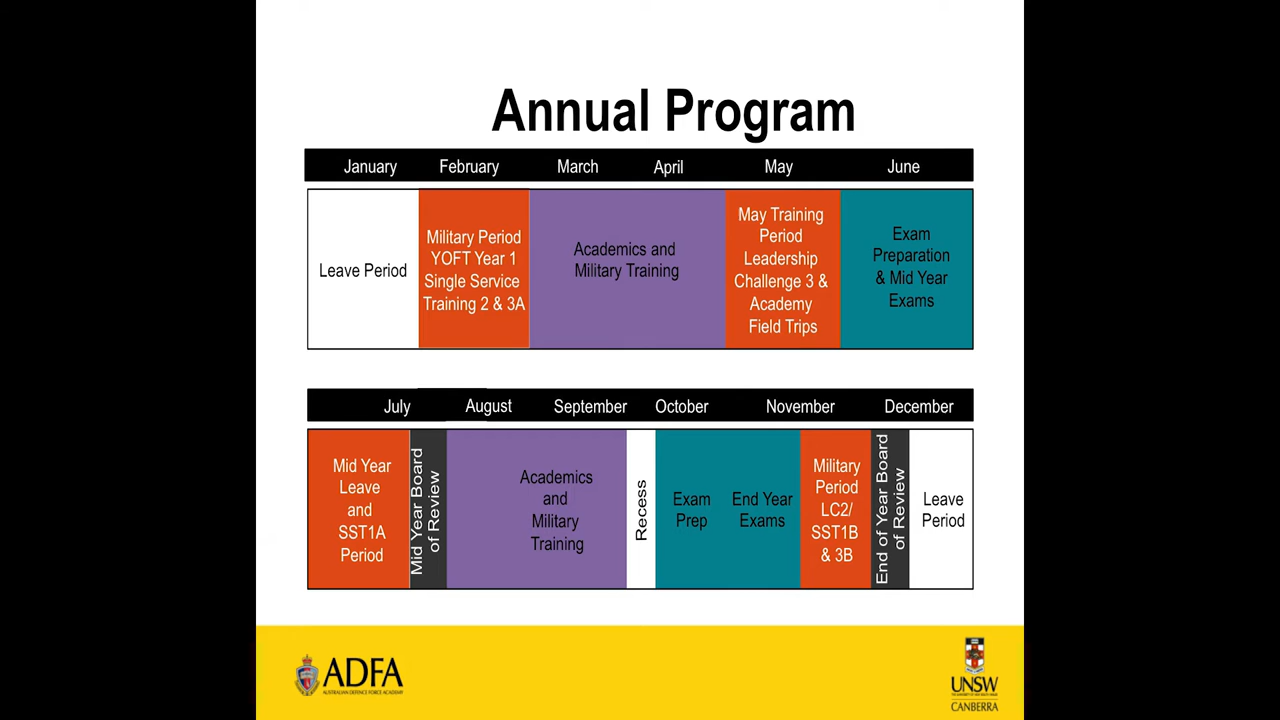 Annual Program
January February March April May June
Leave Period
Military Period
YOFT Year 1
Single Service
Training 2 & 3A
Academics and
Military Training
May Training
Period
Leadership
Challenge 3 &
Academy
Field Trips
Exam
Preparation
& Mid Year
Exams
July August September October November December
Mid Year
Leave
and
SST1A
Period
Mid Year Board
of Review
Academics
and
Military
Training
Recess
Exam
Prep
End Year
Exams
Military
Period
LC2/
SST1B
& 3B
End of Year Board
of Review
Leave
Period
ADFA
AUSTRALIAN DEFENCE FORCE ACADEMY
UNSW
CANBERRA